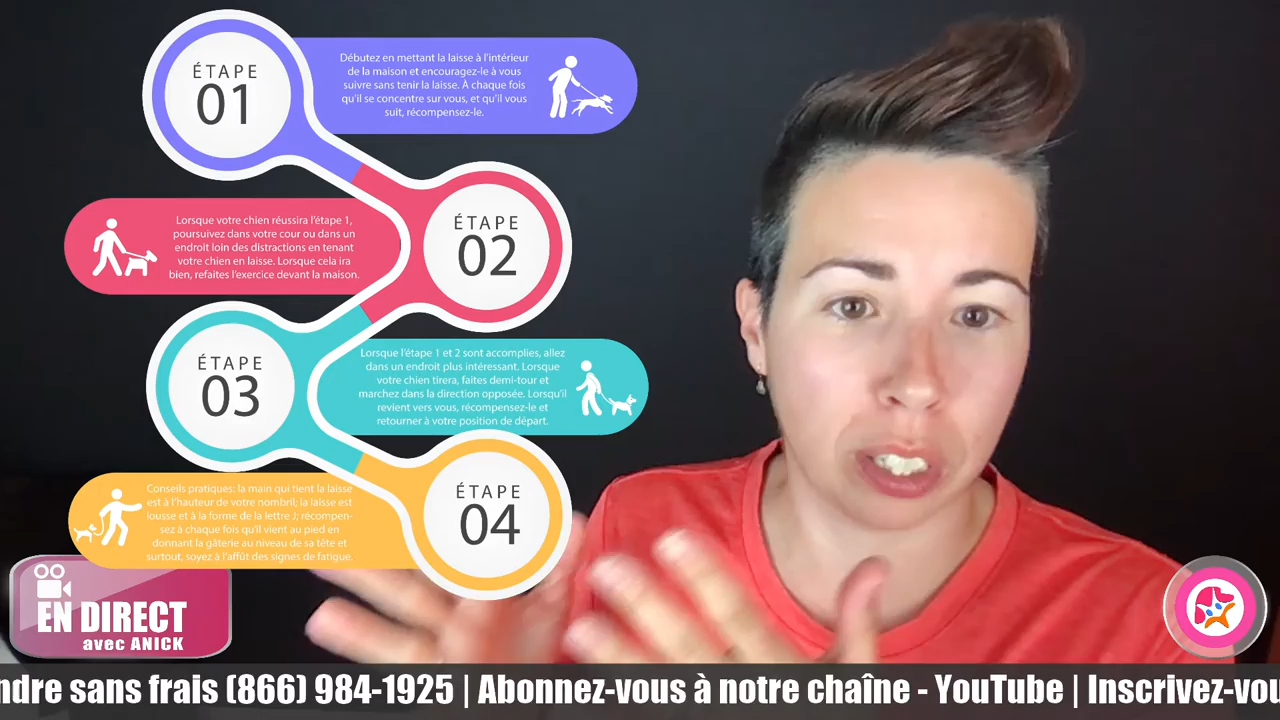 ÉTAPE
01
Débutez en mettant la laisse à l'intérieur
de la maison et encouragez-le à vous
suivre sans tenir la laisse. À chaque fois
qu'il se concentre sur vous, et qu'il vous
suit, récompensez-le.
Lorsque votre chien réussira l'étape 1,
poursuivez dans votre cour ou dans un
endroit loin des distractions en tenant
votre chien en laisse. Lorsque cela ira
bien, refaites l'exercice devant la maison.
ÉTAPE
02
ÉTAPE
03
Lorsque l'étape 1 et 2 sont accomplies, allez
dans un endroit plus intéressant. Lorsque
votre chien tirera, faites demi-tour et
marchez dans la direction opposée. Lorsqu'il
revient vers vous, récompensez-le et
retourner à votre position de départ.
Conseils pratiques: la main qui tient la laisse
est à l'hauteur de votre nombril; la laisse est
lousse et à la forme de la lettre J; récompen-
sez à chaque fois qu'il vient au pied en
donnant la gâterie au niveau de sa tête et
surtout, soyez à l'affût des signes de fatigue.
ÉTAPE
04
EN DIRECT
avec ANICK
ndre sans frais (866) 984-1925 | Abonnez-vous à notre chaîne - YouTube | Inscrivez-vou